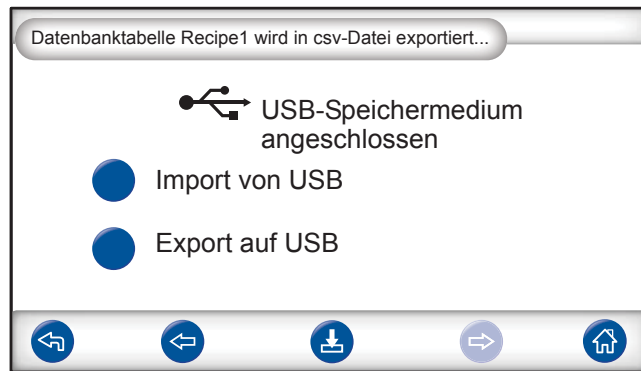 Datenbanktabelle Recipe1 wird in csv-Datei exportiert...
USB-Speichermedium
angeschlossen
Import von USB
Export auf USB